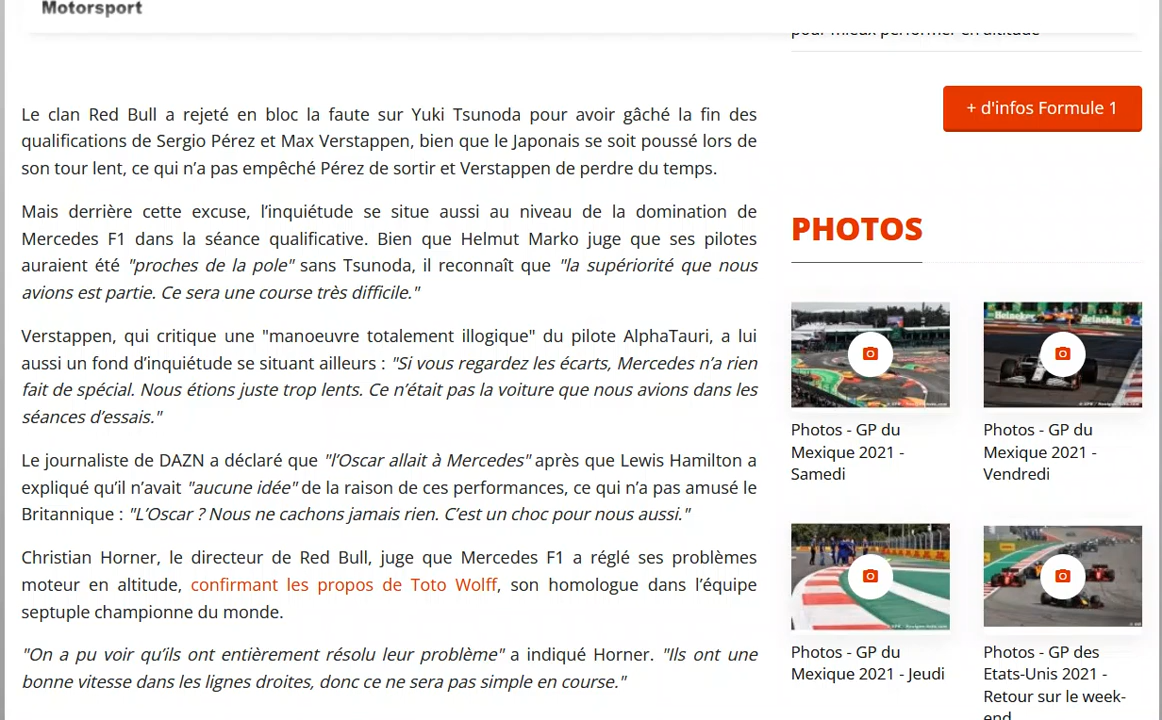 Motorsport
pour mieux performer en altitude
+ d'infos Formule 1
Le clan Red Bull a rejeté en bloc la faute sur Yuki Tsunoda pour avoir gâché la fin des
qualifications de Sergio Pérez et Max Verstappen, bien que le Japonais se soit poussé lors de
son tour lent, ce qui n’a pas empêché Pérez de sortir et Verstappen de perdre du temps.
Mais derrière cette excuse, l’inquiétude se situe aussi au niveau de la domination de
Mercedes F1 dans la séance qualificative. Bien que Helmut Marko juge que ses pilotes
auraient été "proches de la pole" sans Tsunoda, il reconnaît que "la supériorité que nous
avions est partie. Ce sera une course très difficile."
Verstappen, qui critique une "manoeuvre totalement illogique" du pilote AlphaTauri, a lui
aussi un fond d’inquiétude se situant ailleurs : "Si vous regardez les écarts, Mercedes n’a rien
fait de spécial. Nous étions juste trop lents. Ce n’était pas la voiture que nous avions dans les
séances d’essais."
Le journaliste de DAZN a déclaré que "l’Oscar allait à Mercedes" après que Lewis Hamilton a
expliqué qu’il n’avait "aucune idée" de la raison de ces performances, ce qui n’a pas amusé le
Britannique : "L’Oscar ? Nous ne cachons jamais rien. C’est un choc pour nous aussi."
Christian Horner, le directeur de Red Bull, juge que Mercedes F1 a réglé ses problèmes
moteur en altitude, confirmant les propos de Toto Wolff, son homologue dans l’équipe
septuple championne du monde.
"On a pu voir qu’ils ont entièrement résolu leur problème" a indiqué Horner. "Ils ont une
bonne vitesse dans les lignes droites, donc ce ne sera pas simple en course."
PHOTOS
Heineken
Heineken
Photos - GP du
Mexique 2021 -
Samedi
Photos - GP du
Mexique 2021 -
Vendredi
Photos - GP du
Mexique 2021 - Jeudi
Photos - GP des
Etats-Unis 2021 -
Retour sur le week-
end